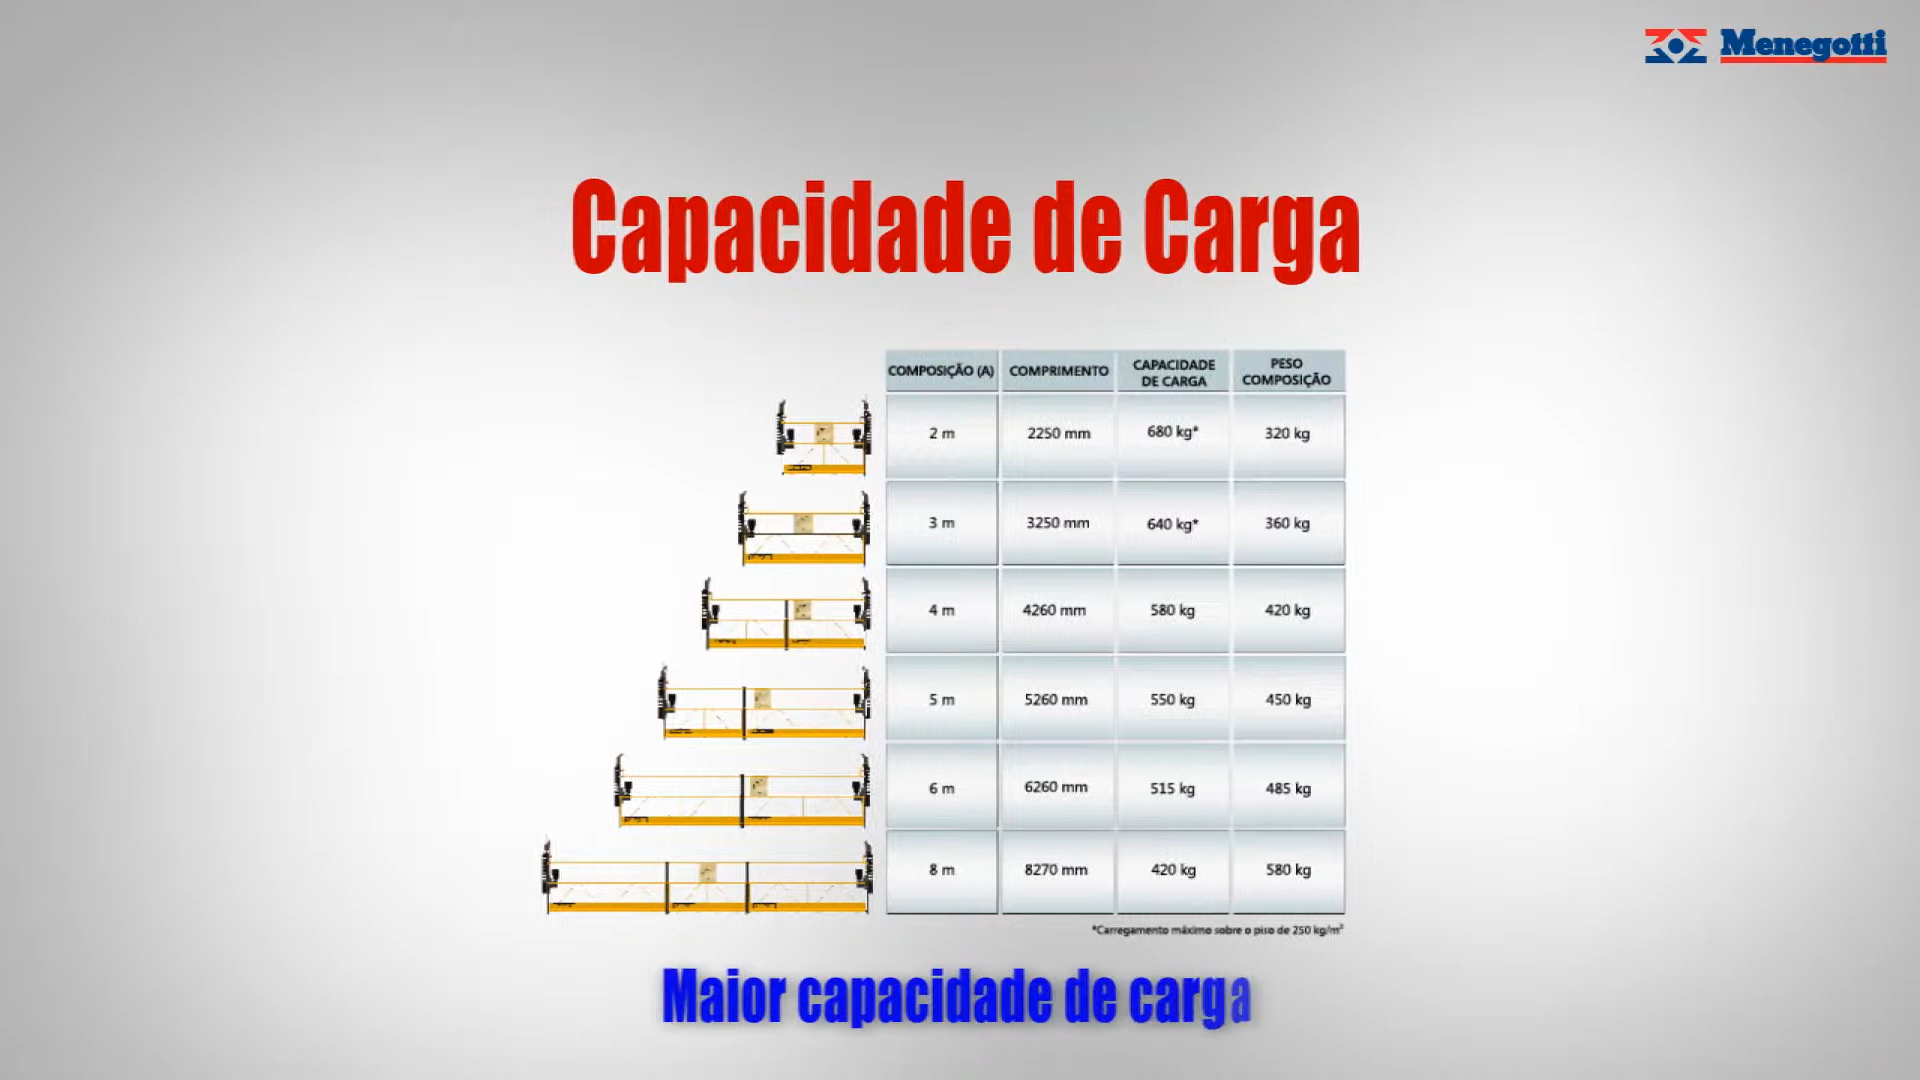 Menegotti
Capacidade de Carga
COMPOSIÇÃO (A) COMPRIMENTO CAPACIDADE DE CARGA PESO COMPOSIÇÃO
2 m 2250 mm 680 kg* 320 kg
3 m 3250 mm 640 kg* 360 kg
4 m 4260 mm 580 kg 420 kg
5 m 5260 mm 550 kg 450 kg
6 m 6260 mm 515 kg 485 kg
8 m 8270 mm 420 kg 580 kg
*Carregamento máximo sobre o piso de 250 kg/m²
Maior capacidade de carga